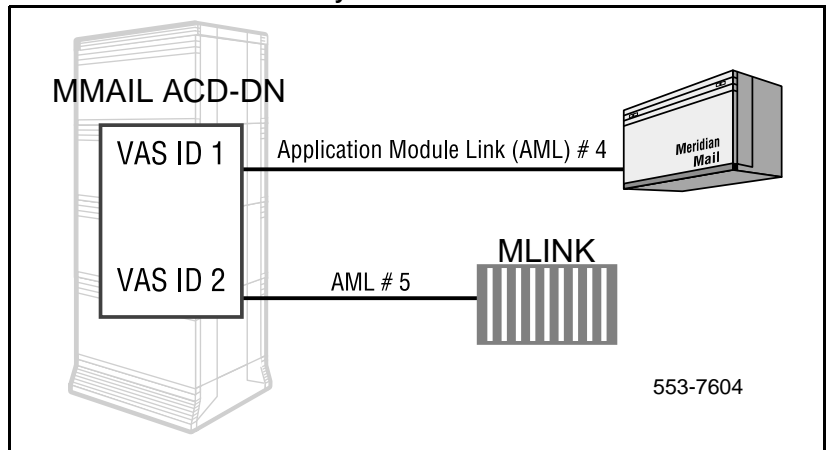 MMAIL ACD-DN
VAS ID 1
Application Module Link (AML) # 4
Meridian
Mail
MLINK
VAS ID 2
AML # 5
553-7604